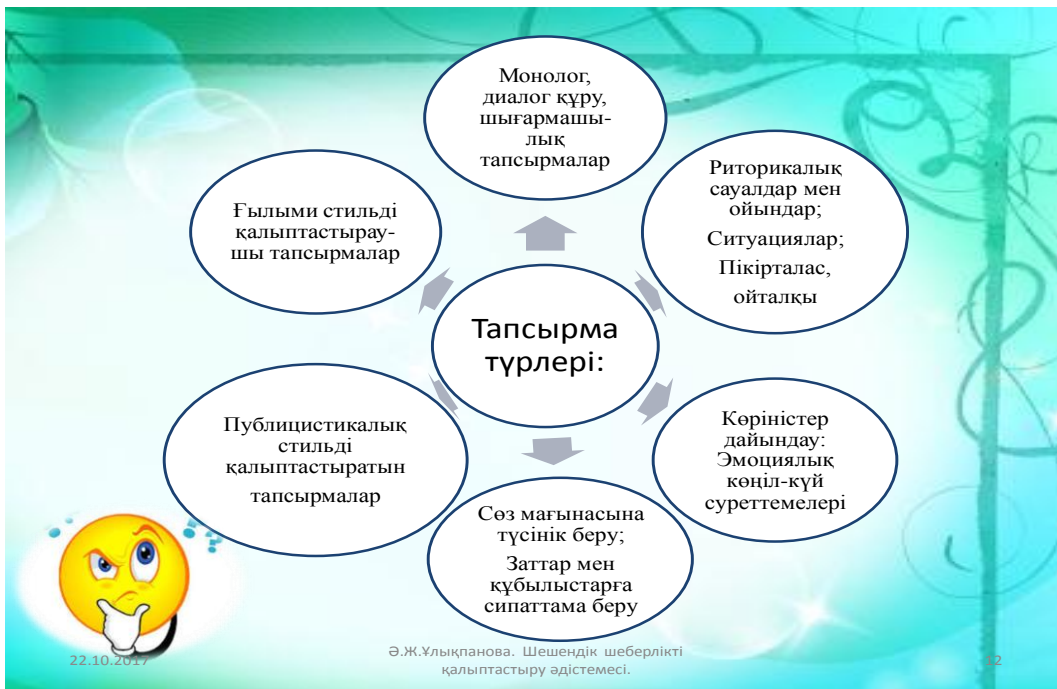 Монолог,
диалог құру,
шығармашы-
лық
тапсырмалар
Риторикалық
сауалдар мен
ойындар;
Ситуациялар;
Пікірталас,
ойталқы
Ғылыми стильді
қалыптастырау-
шы тапсырмалар
Тапсырма
түрлері:
Публицистикалық
стильді
қалыптастыратын
тапсырмалар
Көріністер
дайындау:
Эмоциялық
көңіл-күй
суреттемелері
Сөз мағынасына
түсінік беру;
Заттар мен
құбылыстарға
сипаттама беру
22.10.2017
Ә.Ж.Ұлықпанова. Шешендік шеберлікті
қалыптастыру әдістемесі.
12